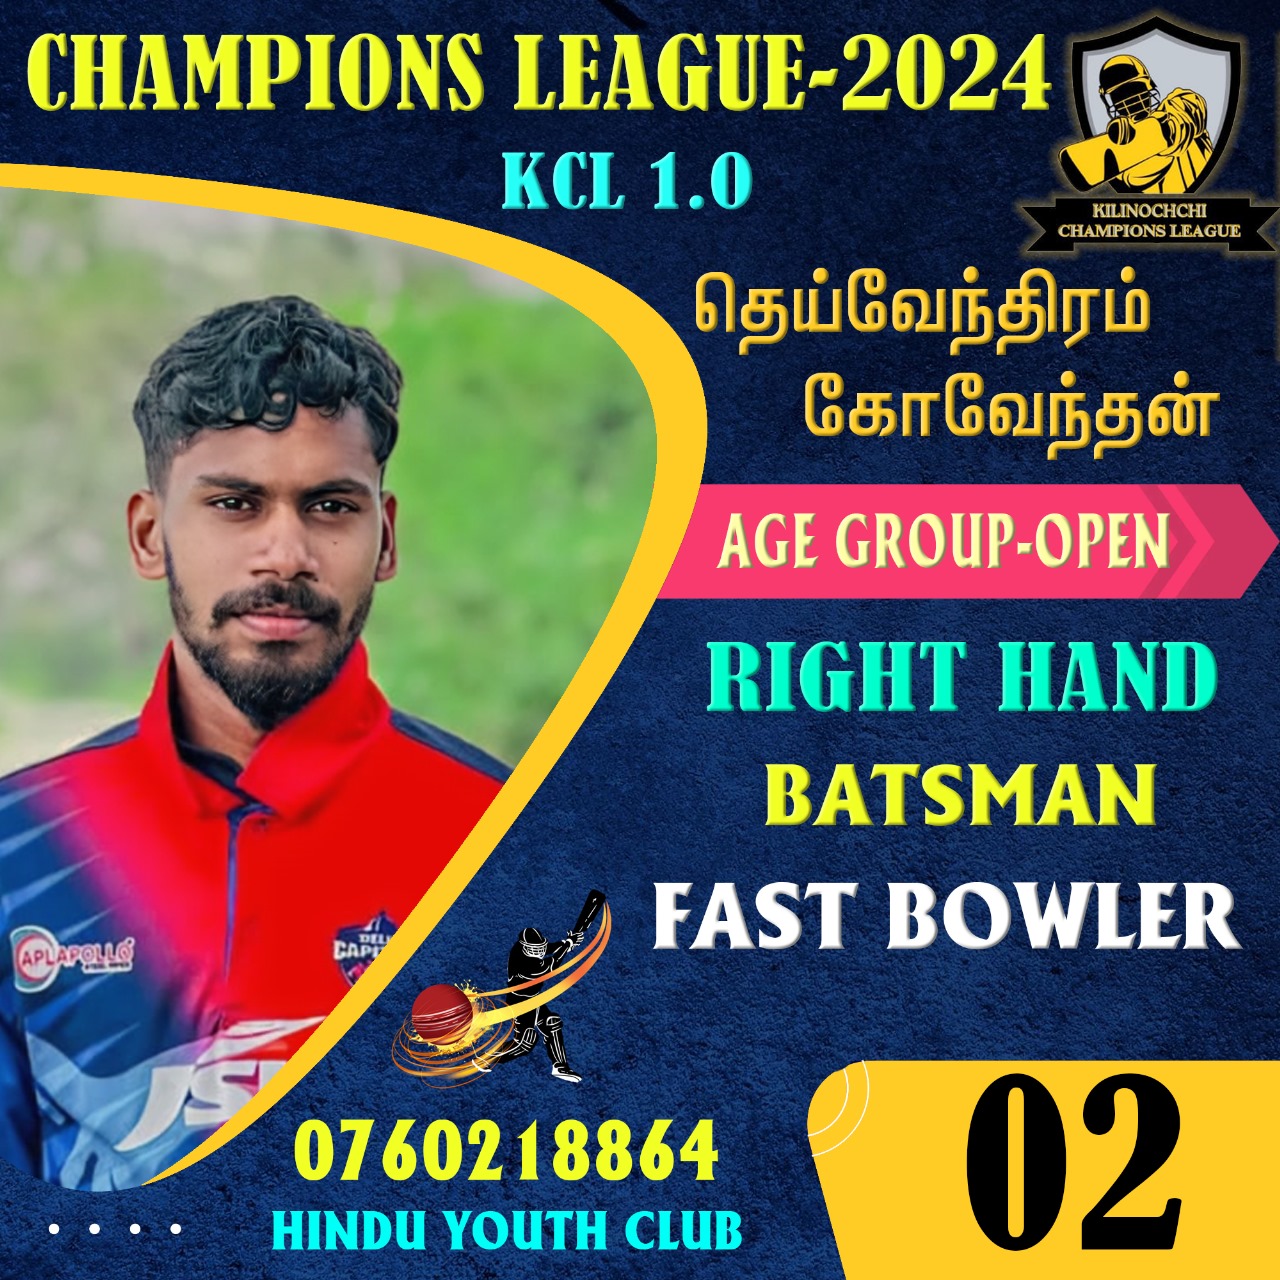 CHAMPIONS LEAGUE-2024
KCL 1.0
KILINOCHCHI
CHAMPIONS LEAGUE
தெய்வேந்திரம்
கோவேந்தன்
AGE GROUP-OPEN
RIGHT HAND
BATSMAN
FAST BOWLER
APLAPOLLO
02
0760218864
HINDU YOUTH CLUB